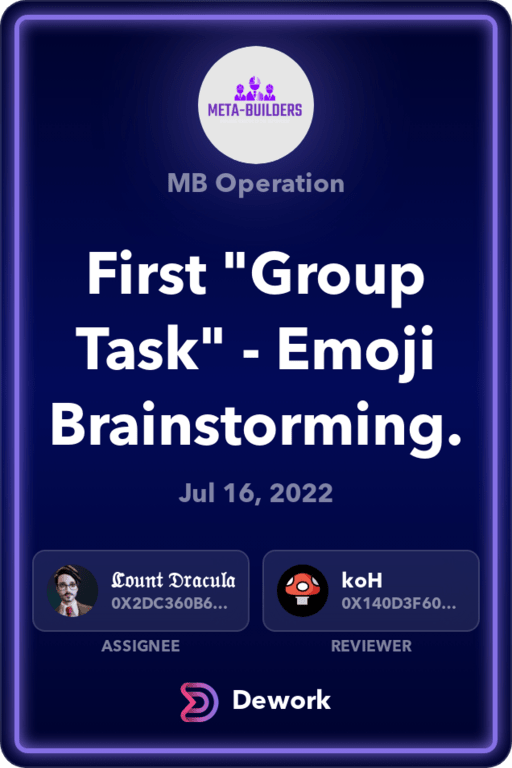 META-BUILDERS
MB Operation
First "Group
Task" - Emoji
Brainstorming.
Jul 16, 2022
𝕮ount 𝔇racula
0X2DC360B6...
ASSIGNEE
koH
0X140D3F60...
REVIEWER
Dework